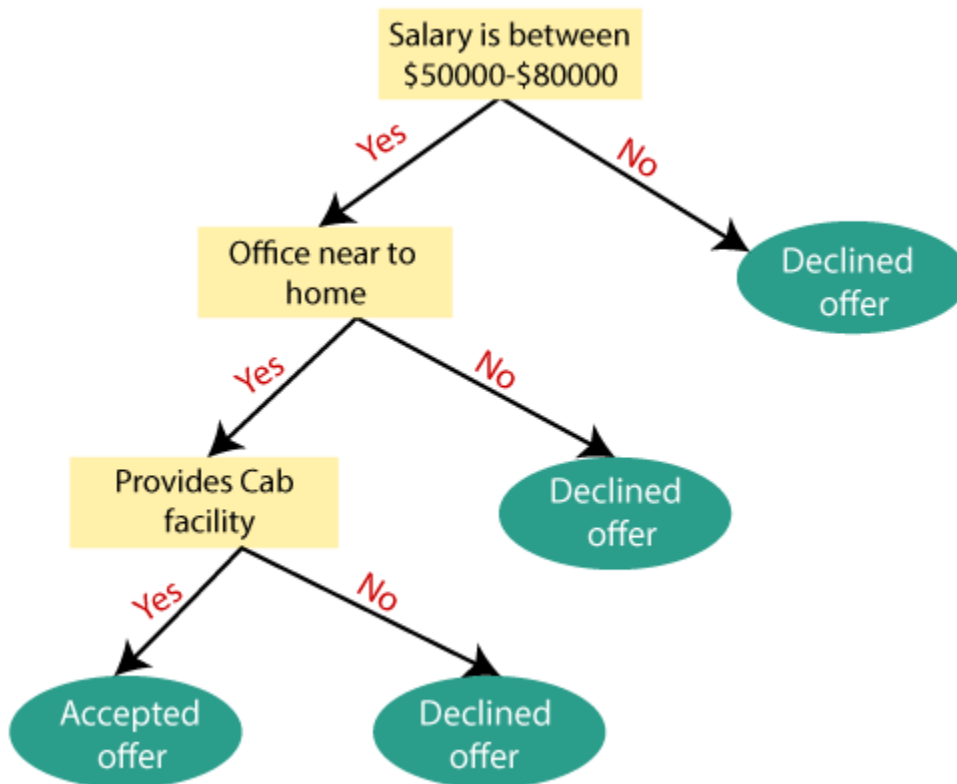 Salary is between
$50000-$80000
Yes
No
Office near to
home
Declined
offer
Yes
No
Provides Cab
facility
Declined
offer
Yes
No
Accepted
offer
Declined
offer